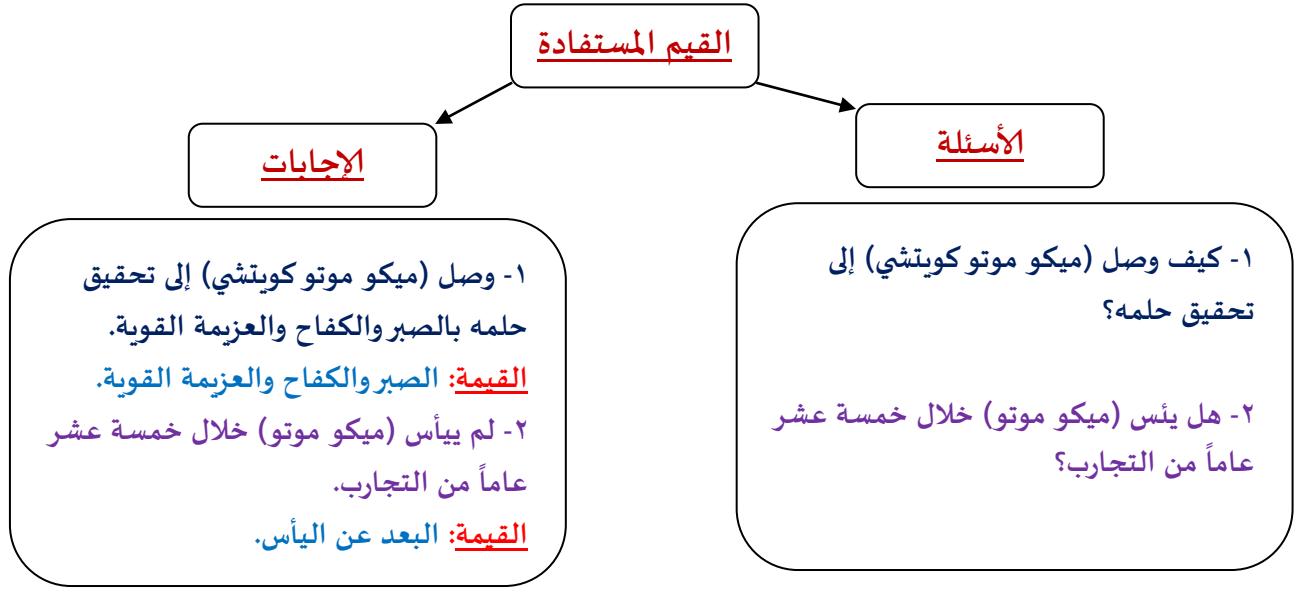 القيم المستفادة
الأسئلة
١- كيف وصل (ميكو موتو كويتشي) إلى
تحقيق حلمه؟
٢- هل يئس (ميكو موتو) خلال خمسة عشر
عاماً من التجارب؟
الإجابات
١- وصل (ميكو موتو كويتشي) إلى تحقيق
حلمه بالصبر والكفاح والعزيمة القوية.
القيمة: الصبر والكفاح والعزيمة القوية.
٢- لم ييأس (ميكو موتو) خلال خمسة عشر
عاماً من التجارب.
القيمة: البعد عن اليأس.